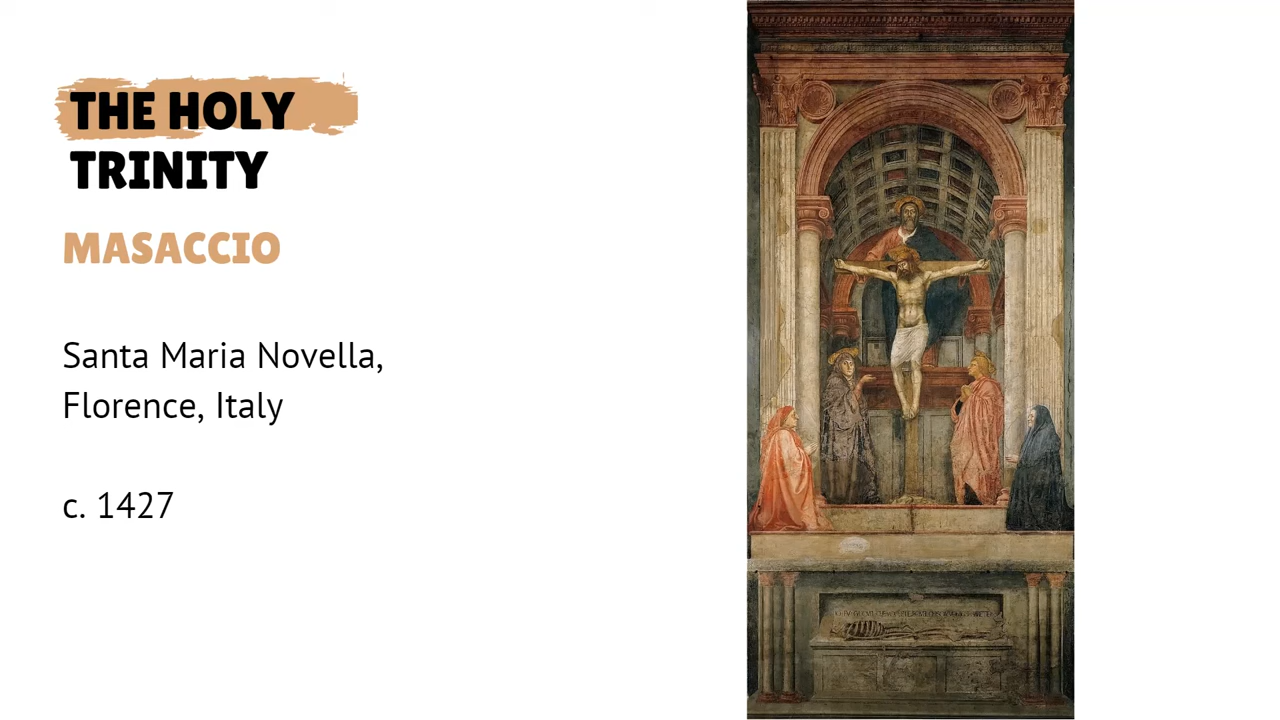 THE HOLY
TRINITY
MASACCIO
Santa Maria Novella,
Florence, Italy
c. 1427